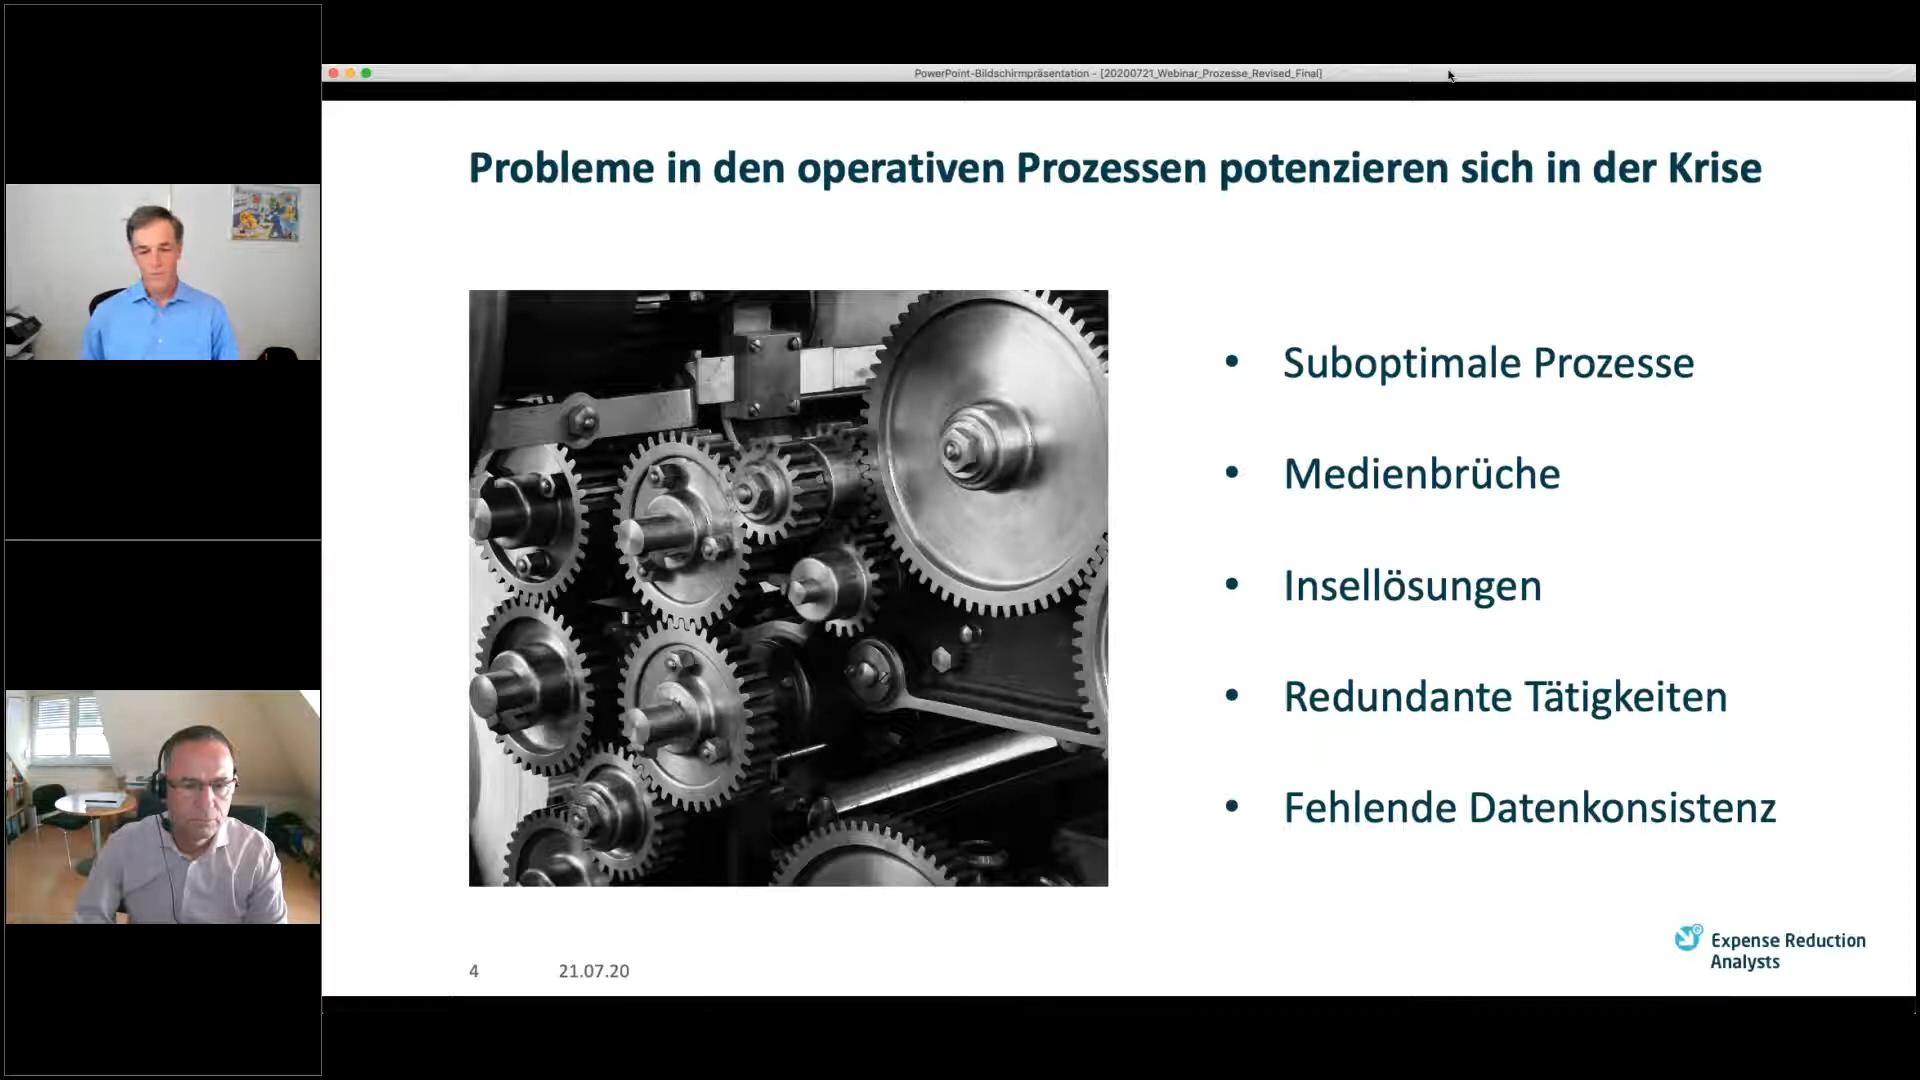 PowerPoint-Bildschirmpräsentation - [20200721_Webinar_Prozesse_Revised_Final]
Probleme in den operativen Prozessen potenzieren sich in der Krise
• Suboptimale Prozesse
• Medienbrüche
• Insellösungen
• Redundante Tätigkeiten
• Fehlende Datenkonsistenz
Expense Reduction
Analysts
4 21.07.20